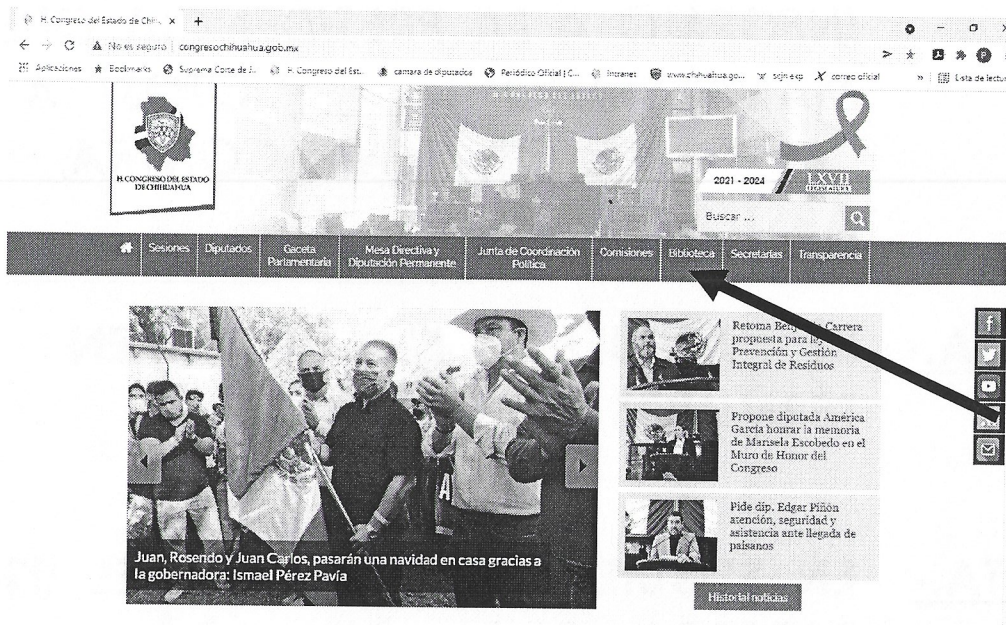 H. Congreso del Estado de Chih
No es seguro
congresochihuahua.gob.mx
Aplicaciones
Bookmarks
Suprema Corte de J...
H. Congreso del Est...
camara de diputados
Periódico Oficial | C...
Intranet
www.chihuahua.go...
scjn exp
correo oficial
»
Lista de lectur
H. CONGRESO DEL ESTADO
DE CHIHUAHUA
2021 - 2024
LXVII
LEGISLATURA
Buscar ...
Sesiones
Diputados
Gaceta
Parlamentaria
Mesa Directiva y
Diputación Permanente
Junta de Coordinación
Política
Comisiones
Biblioteca
Secretarías
Transparencia
Juan, Rosendo y Juan Carlos, pasarán una navidad en casa gracias a
la gobernadora: Ismael Pérez Pavía
Retoma Carrera
propuesta para
Prevención y Gestión
Integral de Residuos
Propone diputada América
García honrar la memoria
de Marisela Escobedo en el
Muro de Honor del
Congreso
Pide dip. Edgar Piñón
atención, seguridad y
asistencia ante llegada de
paisanos
Historial noticias